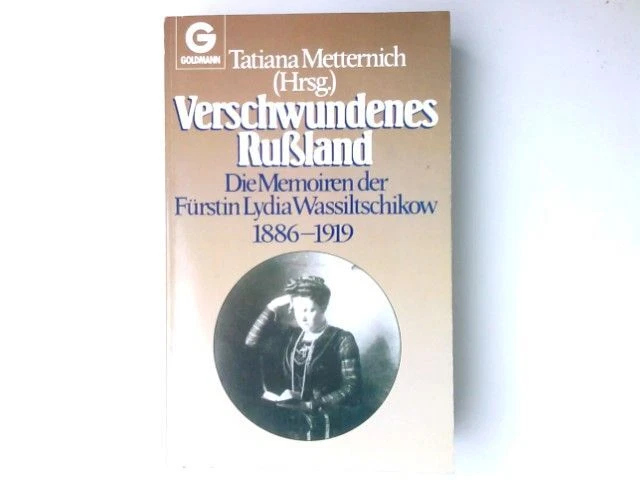 G
GOLDMANN
Tatiana Metternich
(Hrsg.)
Verschwundenes
Rußland
Die Memoiren der
Fürstin Lydia Wassiltschikow
1886–1919